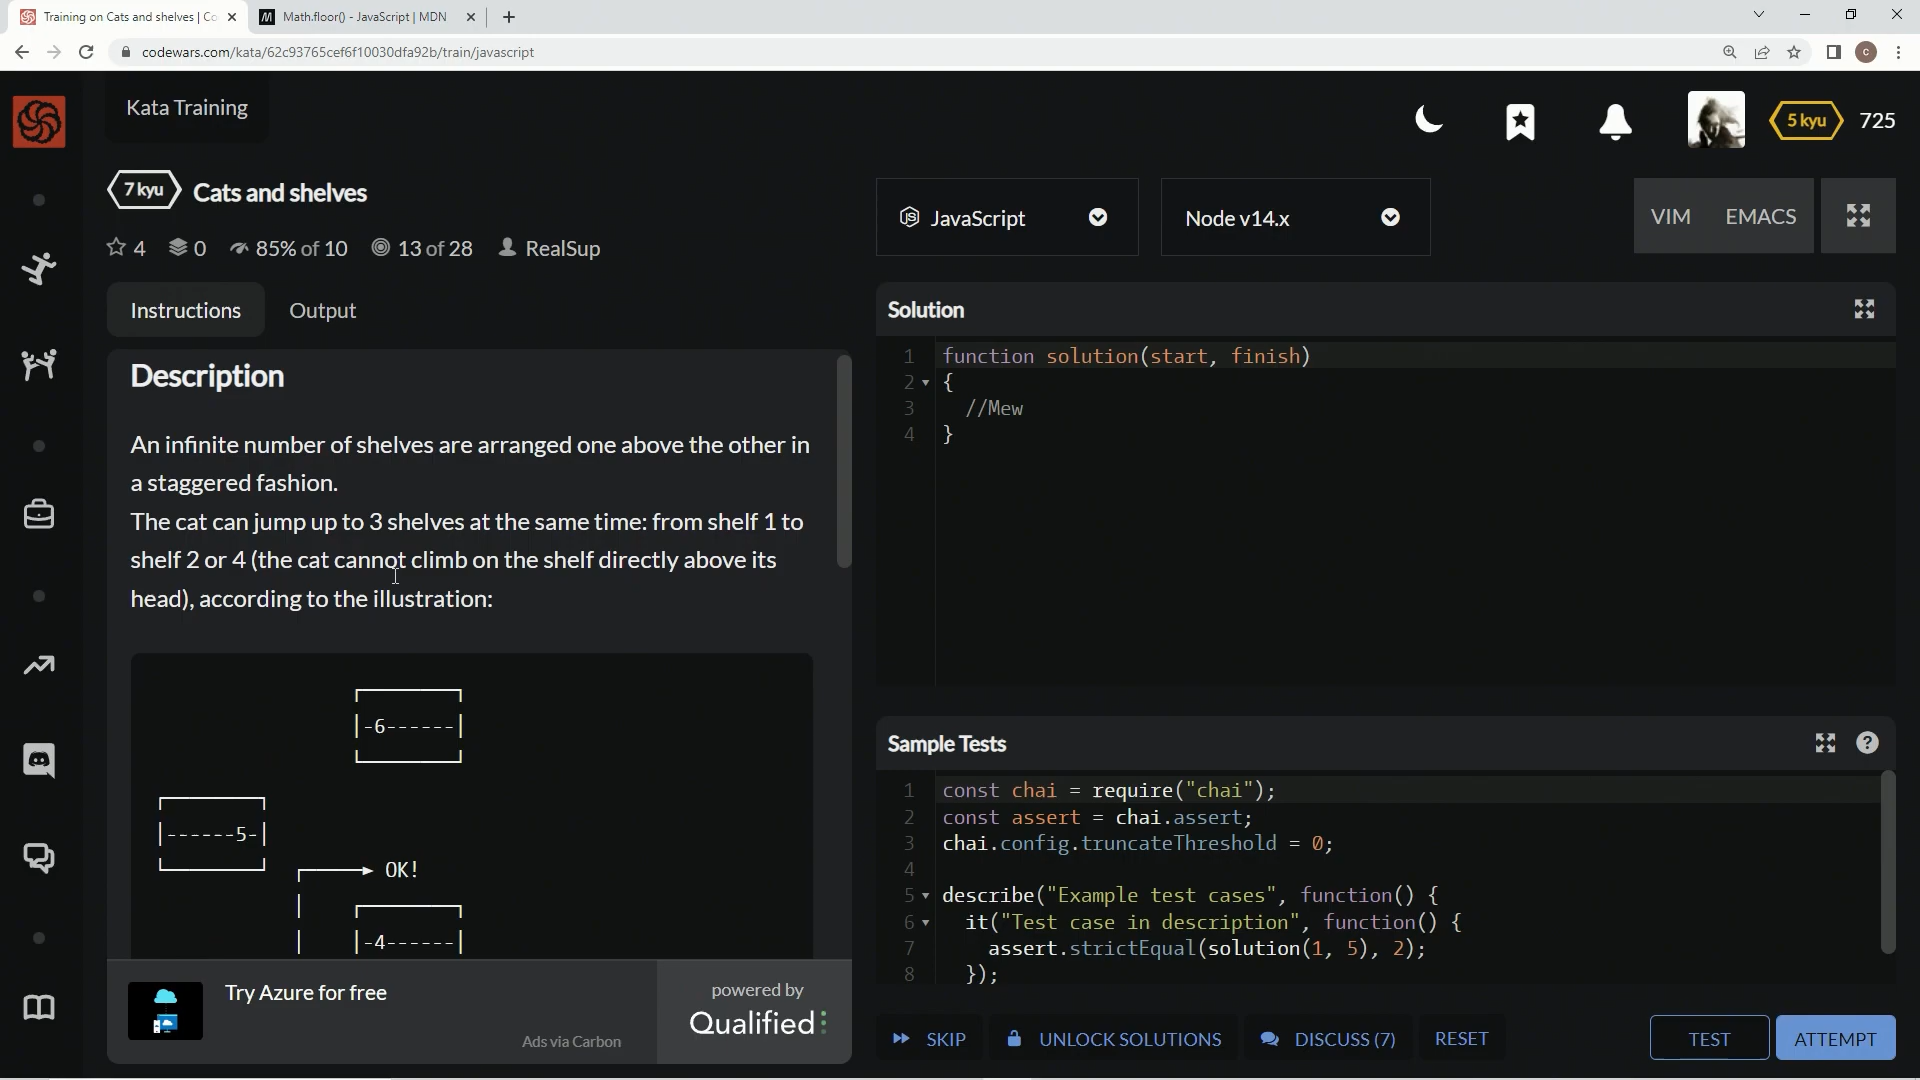 Training on Cats and shelves | Co
Math.floor() - JavaScript | MDN
codewars.com/kata/62c93765cef6f10030dfa92b/train/javascript
C
Kata Training
5 kyu
725
7 kyu
Cats and shelves
4
0
85% of 10
13 of 28
RealSup
JavaScript
Node v14.x
VIM
EMACS
Instructions
Output
Description
An infinite number of shelves are arranged one above the other in
a staggered fashion.
The cat can jump up to 3 shelves at the same time: from shelf 1 to
shelf 2 or 4 (the cat cannot climb on the shelf directly above its
head), according to the illustration:
|-6------|
|------5-|
OK!
|-4------|
Try Azure for free
Ads via Carbon
powered by
Qualified
Solution
1 function solution(start, finish)
2 {
3 //Mew
4 }
Sample Tests
?
1 const chai = require("chai");
2 const assert = chai.assert;
3 chai.config.truncateThreshold = 0;
4
5 describe("Example test cases", function() {
6 it("Test case in description", function() {
7 assert.strictEqual(solution(1, 5), 2);
8 });
SKIP
UNLOCK SOLUTIONS
DISCUSS (7)
RESET
TEST
ATTEMPT